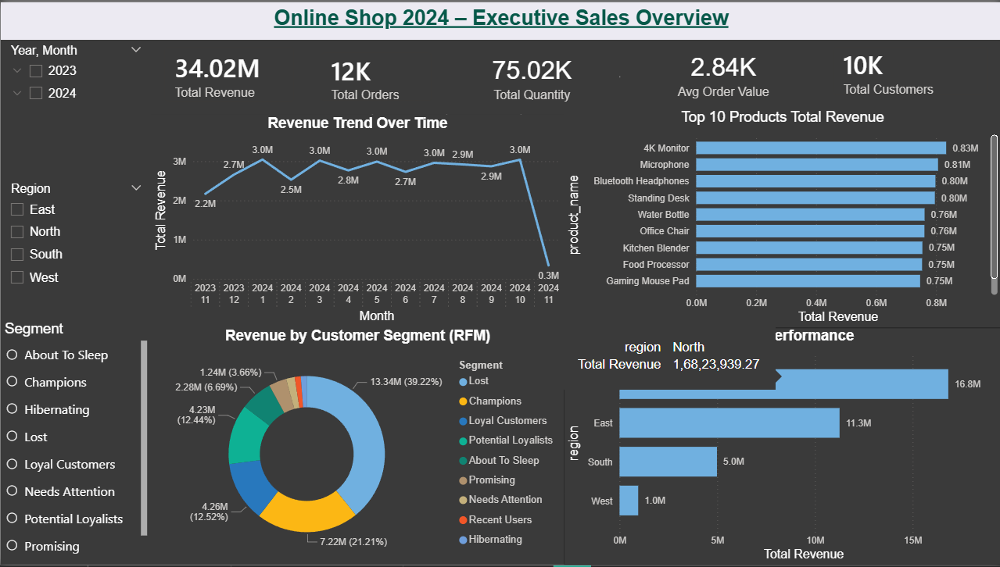 Online Shop 2024 – Executive Sales Overview
Year, Month
2023
2024
34.02M
Total Revenue
12K
Total Orders
75.02K
Total Quantity
2.84K
Avg Order Value
10K
Total Customers
Region
East
North
South
West
Revenue Trend Over Time
Total Revenue
3M
2M
1M
0M
2.2M
2.7M
3.0M
2.5M
3.0M
2.8M
3.0M
2.7M
3.0M
2.9M
2.9M
3.0M
0.3M
2023 2023 2024 2024 2024 2024 2024 2024 2024 2024 2024 2024 2024
11 12 1 2 3 4 5 6 7 8 9 10 11
Month
Top 10 Products Total Revenue
product_name
4K Monitor 0.83M
Microphone 0.81M
Bluetooth Headphones 0.80M
Standing Desk 0.80M
Water Bottle 0.76M
Office Chair 0.76M
Kitchen Blender 0.75M
Food Processor 0.75M
Gaming Mouse Pad 0.75M
0.0M 0.2M 0.4M 0.6M 0.8M
Total Revenue
Segment
About To Sleep
Champions
Hibernating
Lost
Loyal Customers
Needs Attention
Potential Loyalists
Promising
Revenue by Customer Segment (RFM)
13.34M (39.22%)
7.22M (21.21%)
4.26M
(12.52%)
4.23M
(12.44%)
2.28M (6.69%)
1.24M (3.66%)
Segment
Lost
Champions
Loyal Customers
Potential Loyalists
About To Sleep
Promising
Needs Attention
Recent Users
Hibernating
erformance
region North
Total Revenue 1,68,23,939.27
region
16.8M
East 11.3M
South 5.0M
West 1.0M
0M 5M 10M 15M
Total Revenue